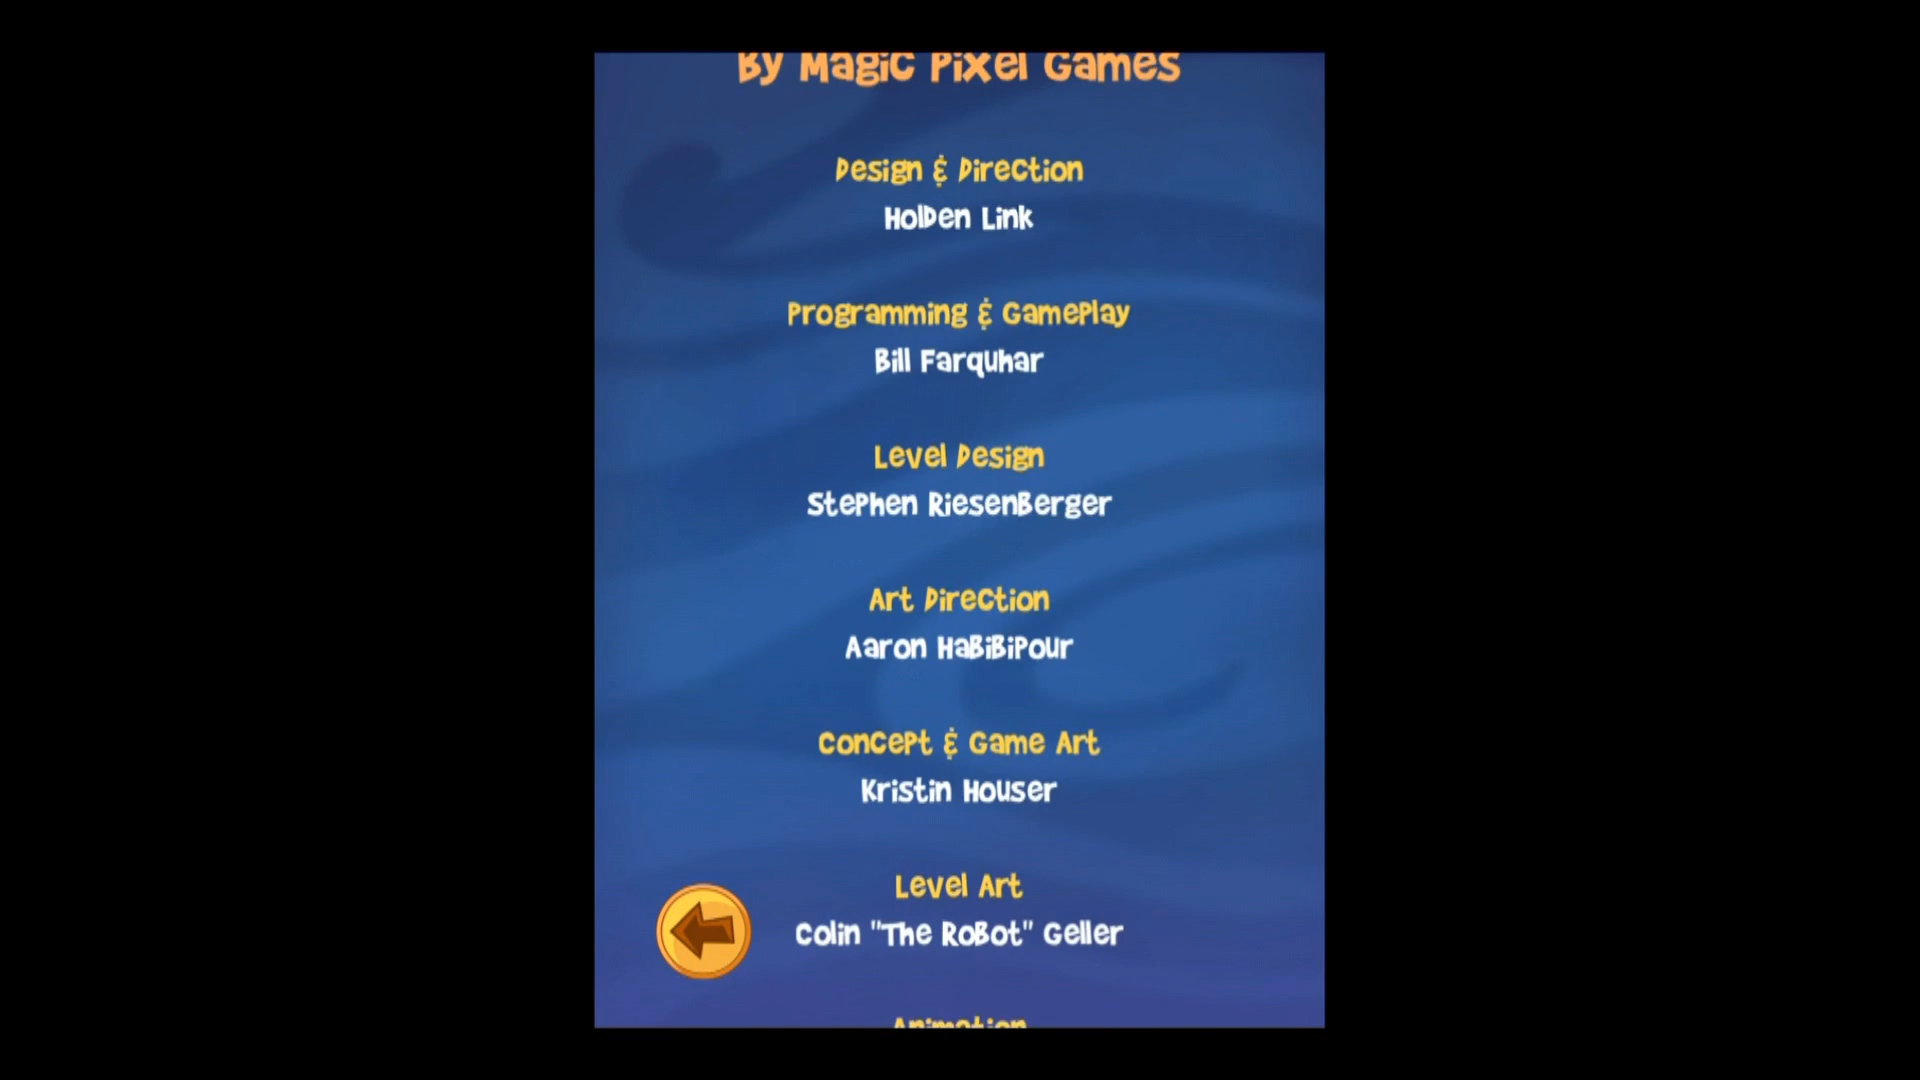 By Magic Pixel Games
Design & Direction
Holden Link
Programming & Gameplay
Bill Farquhar
Level Design
Stephen Riesenberger
Art Direction
Aaron Habibipour
Concept & Game Art
Kristin Houser
Level Art
Colin "The Robot" Geller
Animation